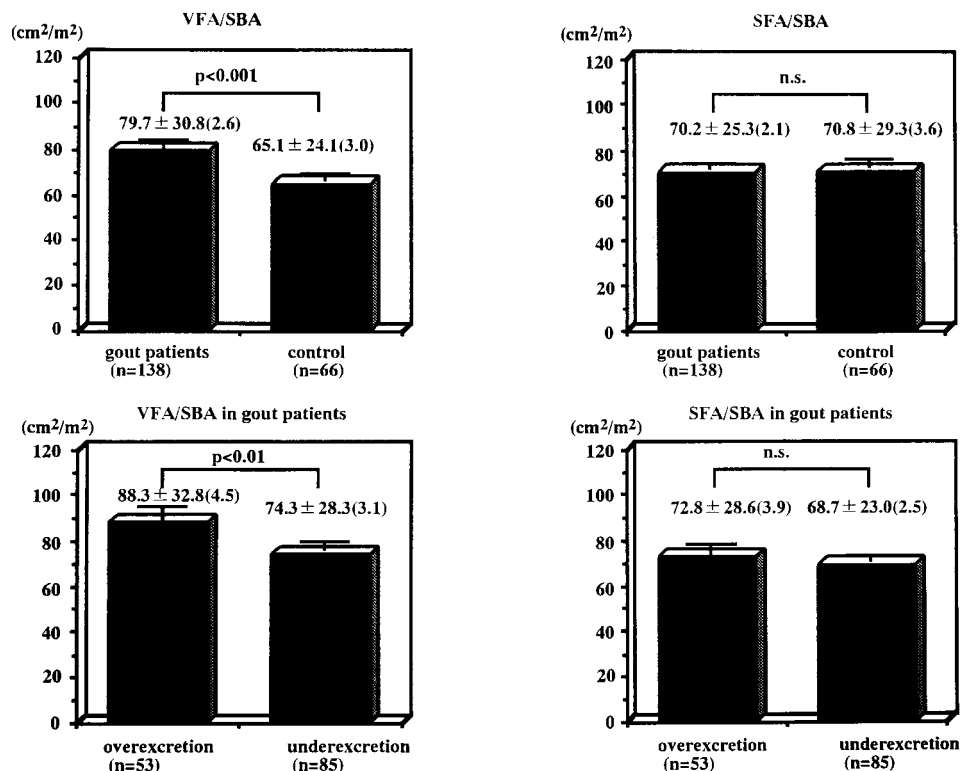 VFA/SBA
(cm2/m2)
120
100
80
60
40
20
0
p<0.001
79.7 ± 30.8(2.6)
65.1 ± 24.1(3.0)
gout patients
(n=138)
control
(n=66)
SFA/SBA
(cm2/m2)
120
100
80
60
40
20
0
n.s.
70.2 ± 25.3(2.1)
70.8 ± 29.3(3.6)
gout patients
(n=138)
control
(n=66)
VFA/SBA in gout patients
(cm2/m2)
120
100
80
60
40
20
0
p<0.01
88.3 ± 32.8(4.5)
74.3 ± 28.3(3.1)
overexcretion
(n=53)
underexcretion
(n=85)
SFA/SBA in gout patients
(cm2/m2)
120
100
80
60
40
20
0
n.s.
72.8 ± 28.6(3.9)
68.7 ± 23.0(2.5)
overexcretion
(n=53)
underexcretion
(n=85)